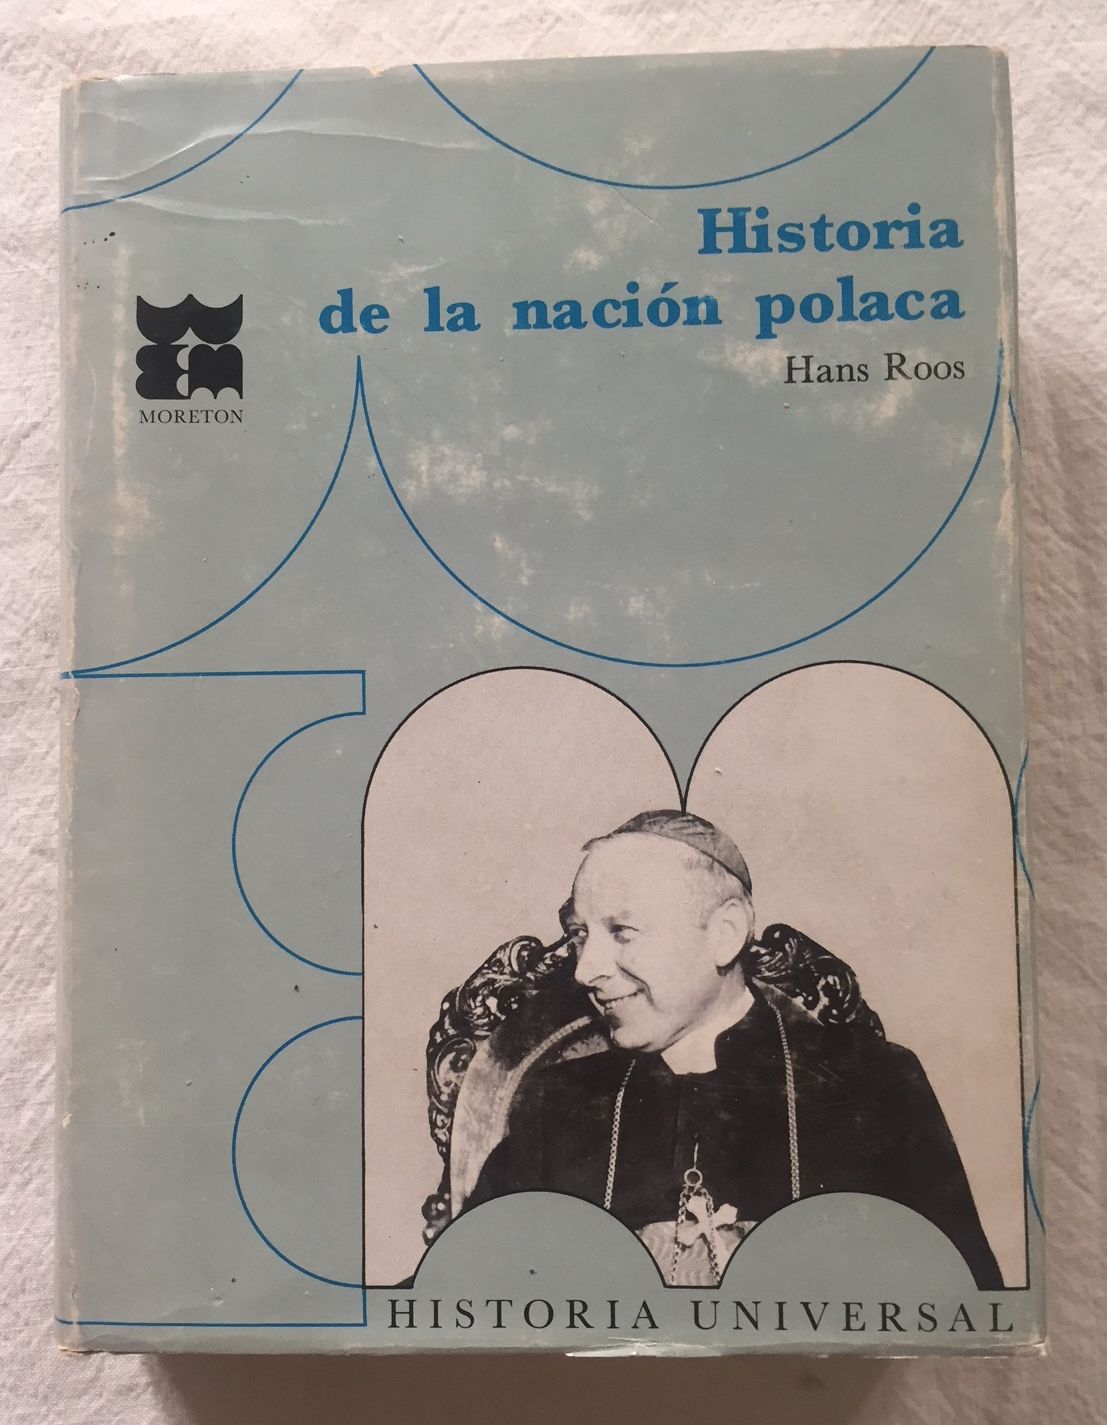 Historia
de la nación polaca
Hans Roos
MORETON
HISTORIA UNIVERSAL